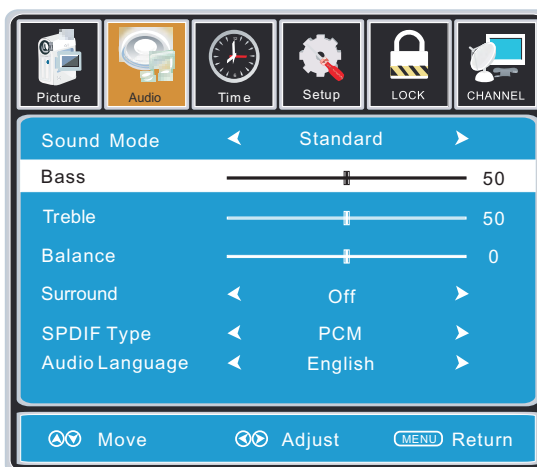 Picture Audio Time Setup LOCK CHANNEL
Sound Mode Standard
Bass 50
Treble 50
Balance 0
Surround Off
SPDIF Type PCM
Audio Language English
Move Adjust MENU Return